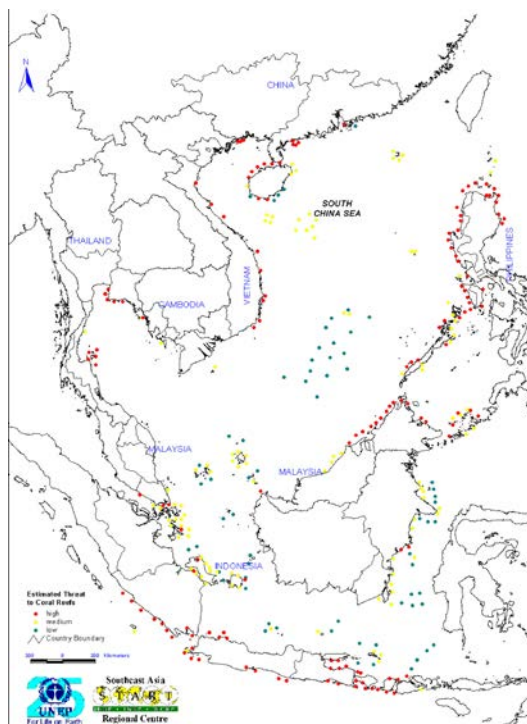 N
CHINA
SOUTH
CHINA SEA
THAILAND
VIETNAM
CAMBODIA
PHILIPPINES
MALAYSIA
MALAYSIA
INDONESIA
Estimated Threat
to Coral Reefs
high
medium
low
Country Boundary
Kilometers
25
UNEP
For Life on Earth
Southeast Asia
START
Regional Centre